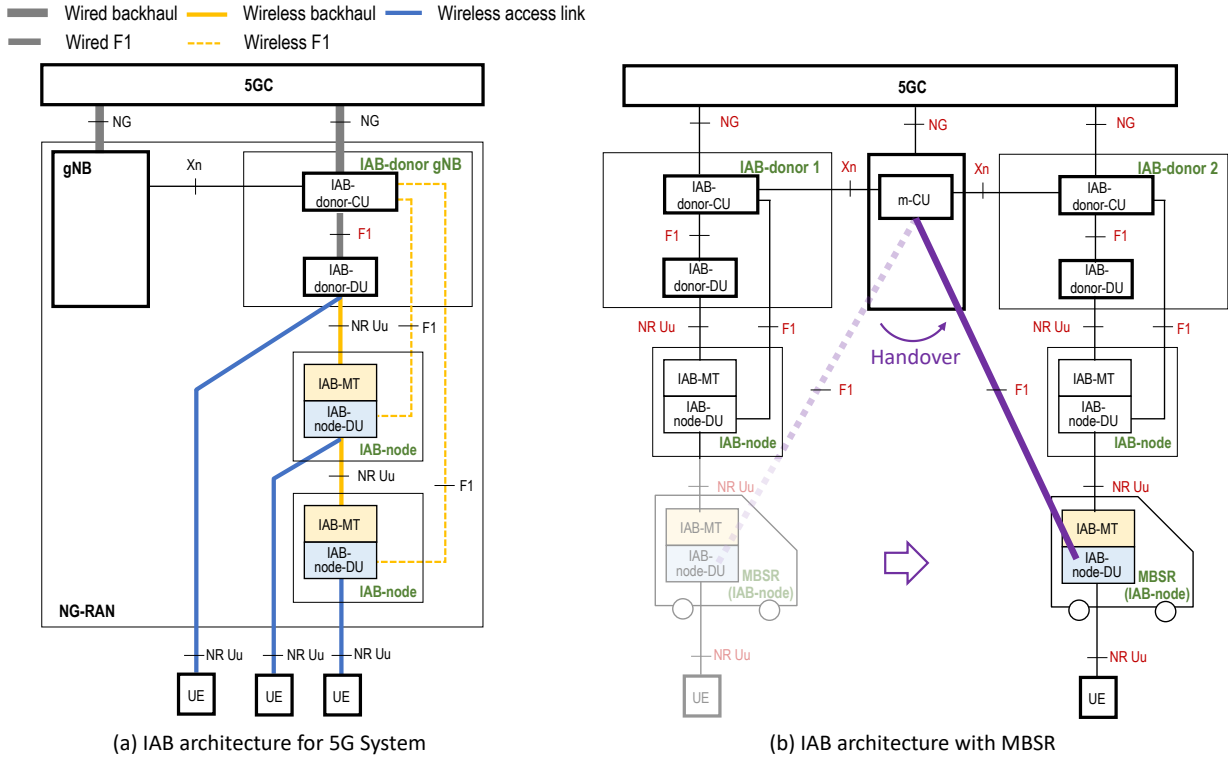 Wired backhaul
Wireless backhaul
Wireless access link
Wired F1
Wireless F1
5GC
NG
NG
gNB
Xn
IAB-donor gNB
IAB-
donor-CU
F1
IAB-
donor-DU
NR Uu
F1
IAB-MT
IAB-
node-DU
IAB-node
NR Uu
F1
IAB-MT
IAB-
node-DU
IAB-node
NG-RAN
NR Uu
NR Uu
NR Uu
UE
UE
UE
(a) IAB architecture for 5G System
5GC
NG
NG
NG
IAB-donor 1
Xn
Xn
IAB-donor 2
IAB-
donor-CU
m-CU
IAB-
donor-CU
F1
F1
IAB-
donor-DU
IAB-
donor-DU
NR Uu
F1
Handover
NR Uu
F1
IAB-MT
IAB-
node-DU
IAB-node
F1
F1
IAB-MT
IAB-
node-DU
IAB-node
NR Uu
NR Uu
IAB-MT
IAB-
node-DU
MBSR
(IAB-node)
IAB-MT
IAB-
node-DU
MBSR
(IAB-node)
NR Uu
NR Uu
UE
UE
(b) IAB architecture with MBSR